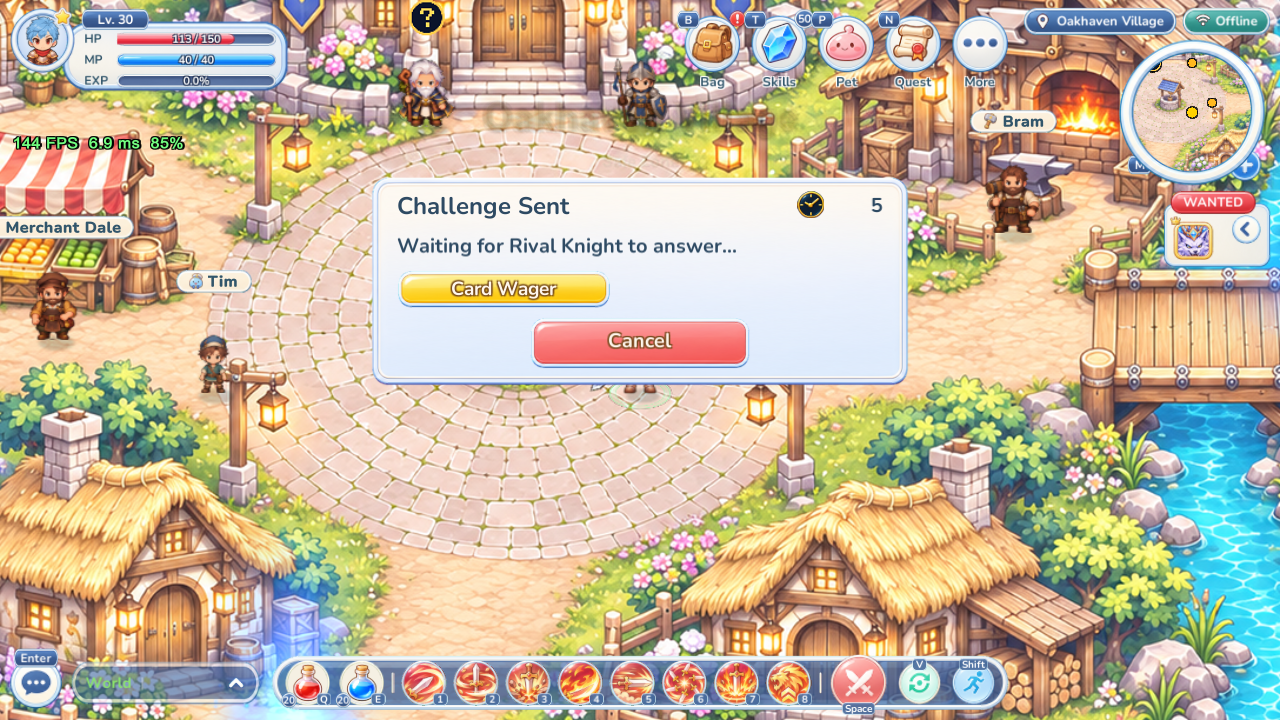 Lv. 30
HP 113 / 150
MP 40 / 40
EXP 0.0%
144 FPS 6.9 ms 85%
?
B
!
T
50
P
N
Bag
Skills
Pet
Quest
More
Oakhaven Village
Offline
M
WANTED
Bram
Merchant Dale
Tim
Challenge Sent
5
Waiting for Rival Knight to answer...
Card Wager
Cancel
Enter
World
20 Q
20 E
1
2
3
4
5
6
7
8
Space
V
Shift